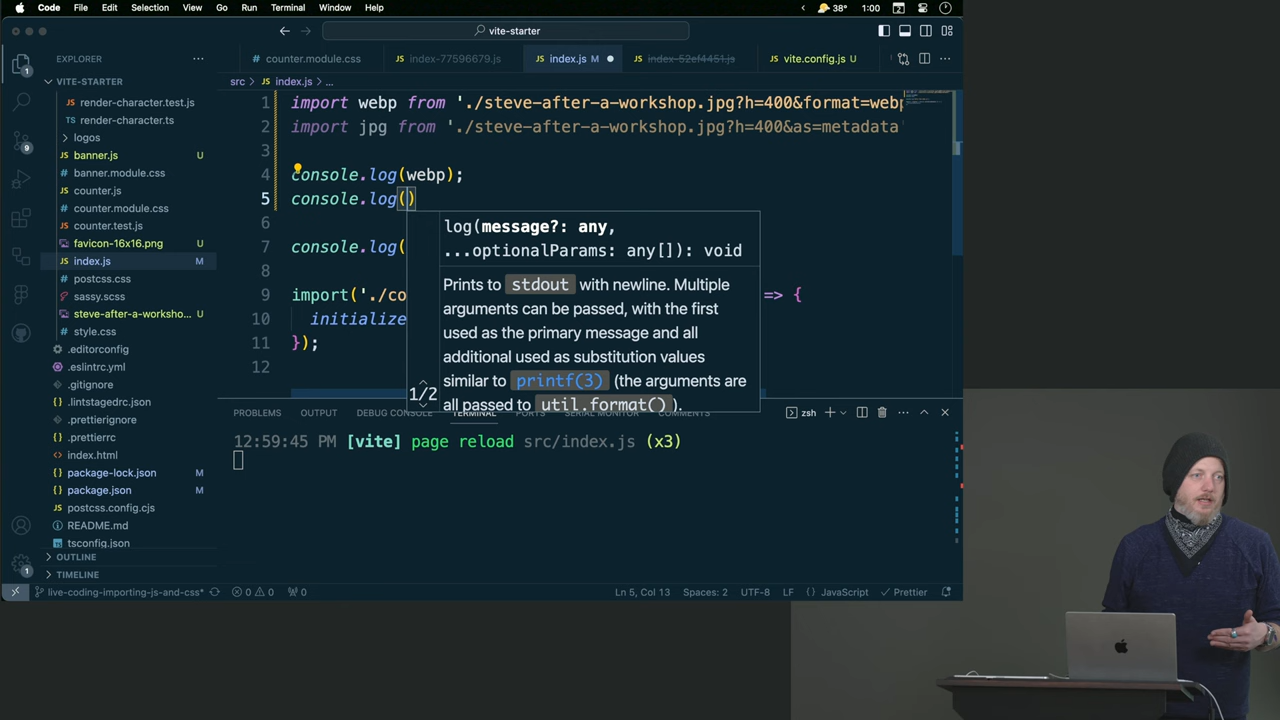 Code File Edit Selection View Go Run Terminal Window Help 38° 1:00
vite-starter
EXPLORER
counter.module.css
index-77596679.js
index.js M
index-52ef4451.js
vite.config.js U
VITE-STARTER
src › index.js › ...
render-character.test.js
render-character.ts
logos
banner.js U
banner.module.css
counter.js
counter.module.css
counter.test.js
favicon-16x16.png U
index.js M
postcss.css
sassy.scss
steve-after-a-worksho... U
style.css
.editorconfig
.eslintrc.yml
.gitignore
.lintstagedrc.json
.prettierignore
.prettierrc
index.html
package-lock.json M
package.json M
postcss.config.cjs
README.md
tsconfig.json
OUTLINE
TIMELINE
1 import webp from './steve-after-a-workshop.jpg?h=400&format=webp
2 import jpg from './steve-after-a-workshop.jpg?h=400&as=metadata'
3
4 console.log(webp);
5 console.log()
6
7 console.log(
8
9 import('./co => {
10 initialize
11 });
12
log(message?: any,
...optionalParams: any[]): void
Prints to stdout with newline. Multiple
arguments can be passed, with the first
used as the primary message and all
additional used as substitution values
similar to printf(3) (the arguments are
all passed to util.format()).
1/2
PROBLEMS OUTPUT DEBUG CONSOLE TERMINAL PORTS SERIAL MONITOR COMMENTS zsh
12:59:45 PM [vite] page reload src/index.js (x3)
live-coding-importing-js-and-css* 0 0 0 Ln 5, Col 13 Spaces: 2 UTF-8 LF {} JavaScript Prettier